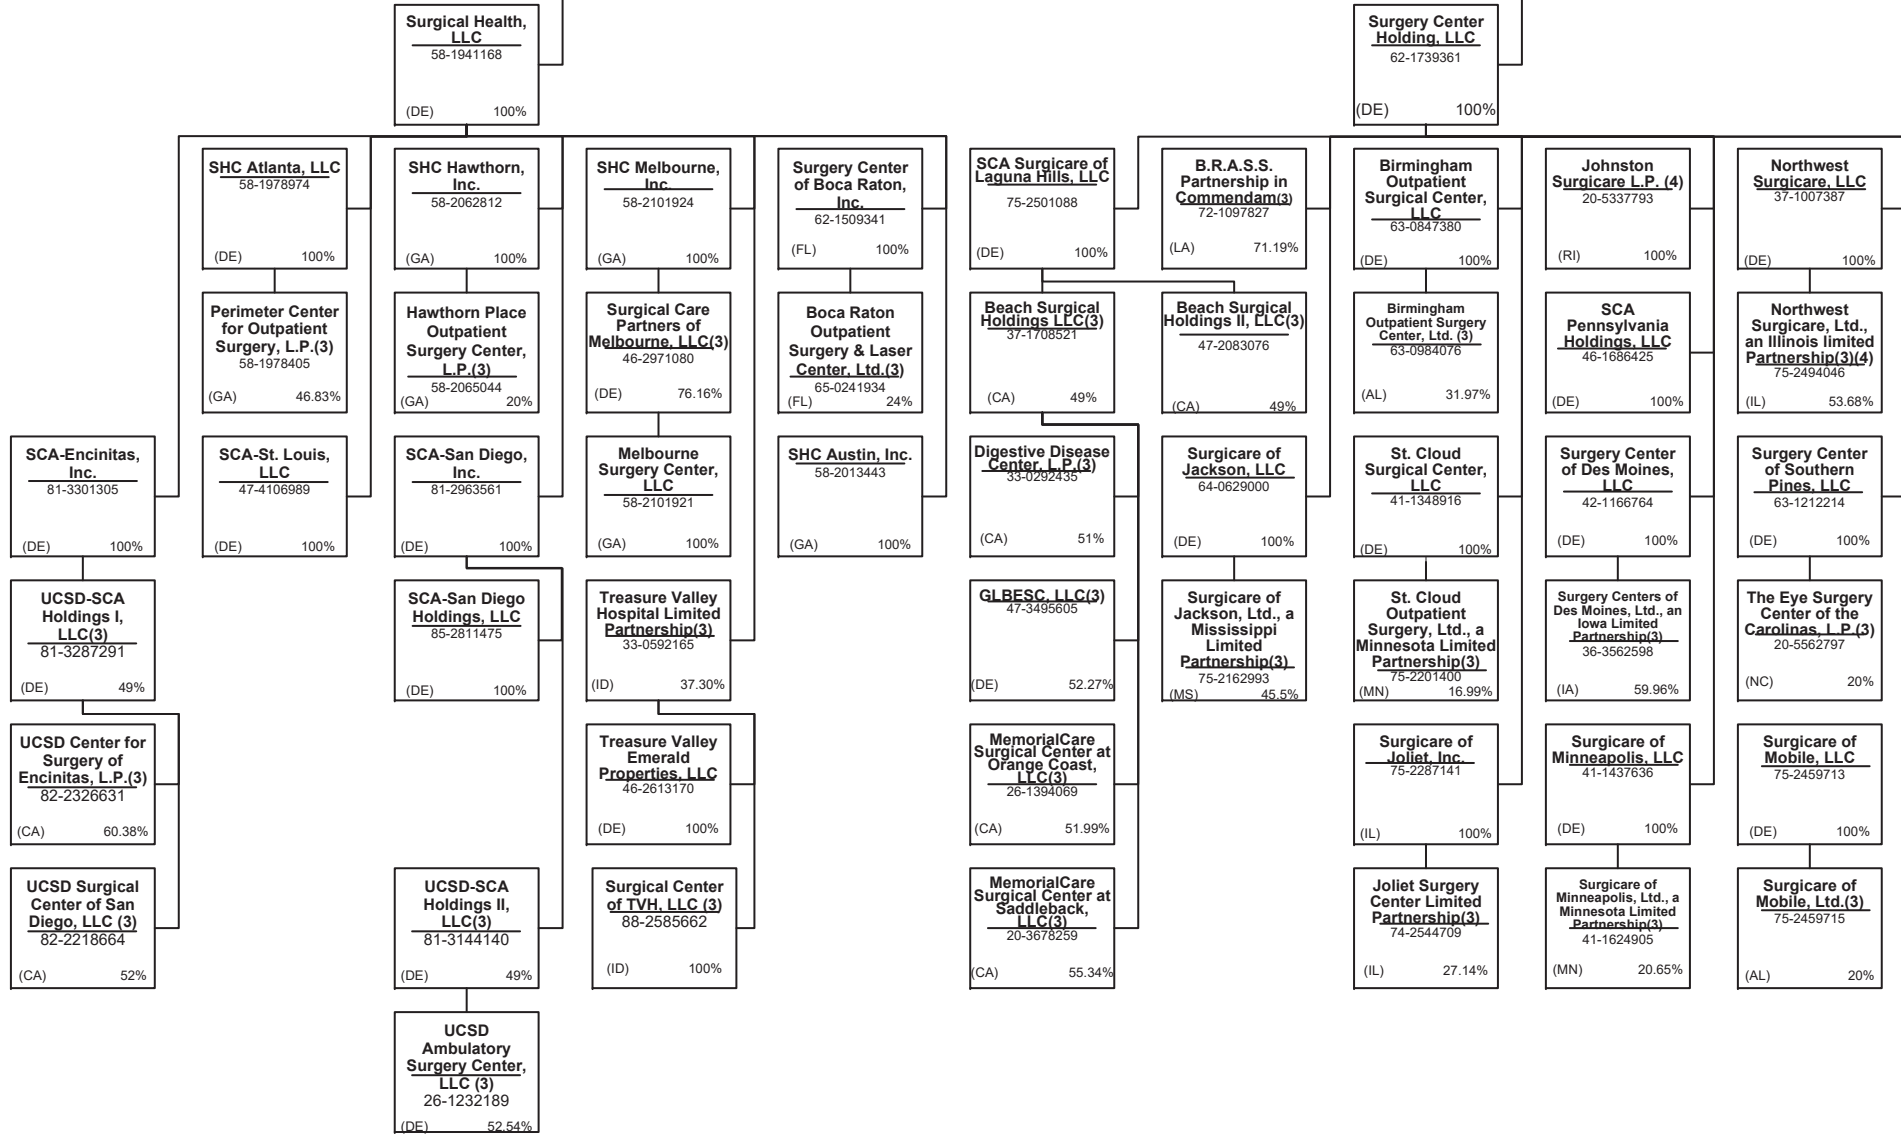 Surgical Health,
LLC
58-1941168
(DE) 100%
Surgery Center
Holding, LLC
62-1739361
(DE) 100%
SHC Atlanta, LLC
58-1978974
(DE) 100%
SHC Hawthorn,
Inc.
58-2062812
(GA) 100%
SHC Melbourne,
Inc.
58-2101924
(GA) 100%
Surgery Center
of Boca Raton,
Inc.
62-1509341
(FL) 100%
SCA Surgicare of
Laguna Hills, LLC
75-2501088
(DE) 100%
B.R.A.S.S.
Partnership in
Commendam(3)
72-1097827
(LA) 71.19%
Birmingham
Outpatient
Surgical Center,
LLC
63-0847380
(DE) 100%
Johnston
Surgicare L.P. (4)
20-5337793
(RI) 100%
Northwest
Surgicare, LLC
37-1007387
(DE) 100%
Perimeter Center
for Outpatient
Surgery, L.P.(3)
58-1978405
(GA) 46.83%
Hawthorn Place
Outpatient
Surgery Center,
L.P.(3)
58-2065044
(GA) 20%
Surgical Care
Partners of
Melbourne, LLC(3)
46-2971080
(DE) 76.16%
Boca Raton
Outpatient
Surgery & Laser
Center, Ltd.(3)
65-0241934
(FL) 24%
Beach Surgical
Holdings LLC(3)
37-1708521
(CA) 49%
Beach Surgical
Holdings II, LLC(3)
47-2083076
(CA) 49%
Birmingham
Outpatient Surgery
Center, Ltd. (3)
63-0984076
(AL) 31.97%
SCA
Pennsylvania
Holdings, LLC
46-1686425
(DE) 100%
Northwest
Surgicare, Ltd.,
an Illinois limited
Partnership(3)(4)
75-2494046
(IL) 53.68%
SCA-Encinitas,
Inc.
81-3301305
(DE) 100%
SCA-St. Louis,
LLC
47-4106989
(DE) 100%
SCA-San Diego,
Inc.
81-2963561
(DE) 100%
Melbourne
Surgery Center,
LLC
58-2101921
(GA) 100%
SHC Austin, Inc.
58-2013443
(GA) 100%
Digestive Disease
Center, L.P.(3)
33-0292435
(CA) 51%
Surgicare of
Jackson, LLC
64-0629000
(DE) 100%
St. Cloud
Surgical Center,
LLC
41-1348916
(DE) 100%
Surgery Center
of Des Moines,
LLC
42-1166764
(DE) 100%
Surgery Center
of Southern
Pines, LLC
63-1212214
(DE) 100%
UCSD-SCA
Holdings I,
LLC(3)
81-3287291
(DE) 49%
SCA-San Diego
Holdings, LLC
85-2811475
(DE) 100%
Treasure Valley
Hospital Limited
Partnership(3)
33-0592165
(ID) 37.30%
GLBESC, LLC(3)
47-3495605
(DE) 52.27%
Surgicare of
Jackson, Ltd., a
Mississippi
Limited
Partnership(3)
75-2162993
(MS) 45.5%
St. Cloud
Outpatient
Surgery, Ltd., a
Minnesota Limited
Partnership(3)
75-2201400
(MN) 16.99%
Surgery Centers of
Des Moines, Ltd., an
Iowa Limited
Partnership(3)
36-3562598
(IA) 59.96%
The Eye Surgery
Center of the
Carolinas, L.P.(3)
20-5562797
(NC) 20%
UCSD Center for
Surgery of
Encinitas, L.P.(3)
82-2326631
(CA) 60.38%
Treasure Valley
Emerald
Properties, LLC
46-2613170
(DE) 100%
MemorialCare
Surgical Center at
Orange Coast,
LLC(3)
26-1394069
(CA) 51.99%
Surgicare of
Joliet, Inc.
75-2287141
(IL) 100%
Surgicare of
Minneapolis, LLC
41-1437636
(DE) 100%
Surgicare of
Mobile, LLC
75-2459713
(DE) 100%
UCSD Surgical
Center of San
Diego, LLC (3)
82-2218664
(CA) 52%
UCSD-SCA
Holdings II,
LLC(3)
81-3144140
(DE) 49%
Surgical Center
of TVH, LLC (3)
88-2585662
(ID) 100%
MemorialCare
Surgical Center at
Saddleback,
LLC(3)
20-3678259
(CA) 55.34%
Joliet Surgery
Center Limited
Partnership(3)
74-2544709
(IL) 27.14%
Surgicare of
Minneapolis, Ltd., a
Minnesota Limited
Partnership(3)
41-1624905
(MN) 20.65%
Surgicare of
Mobile, Ltd.(3)
75-2459715
(AL) 20%
UCSD
Ambulatory
Surgery Center,
LLC (3)
26-1232189
(DE) 52.54%